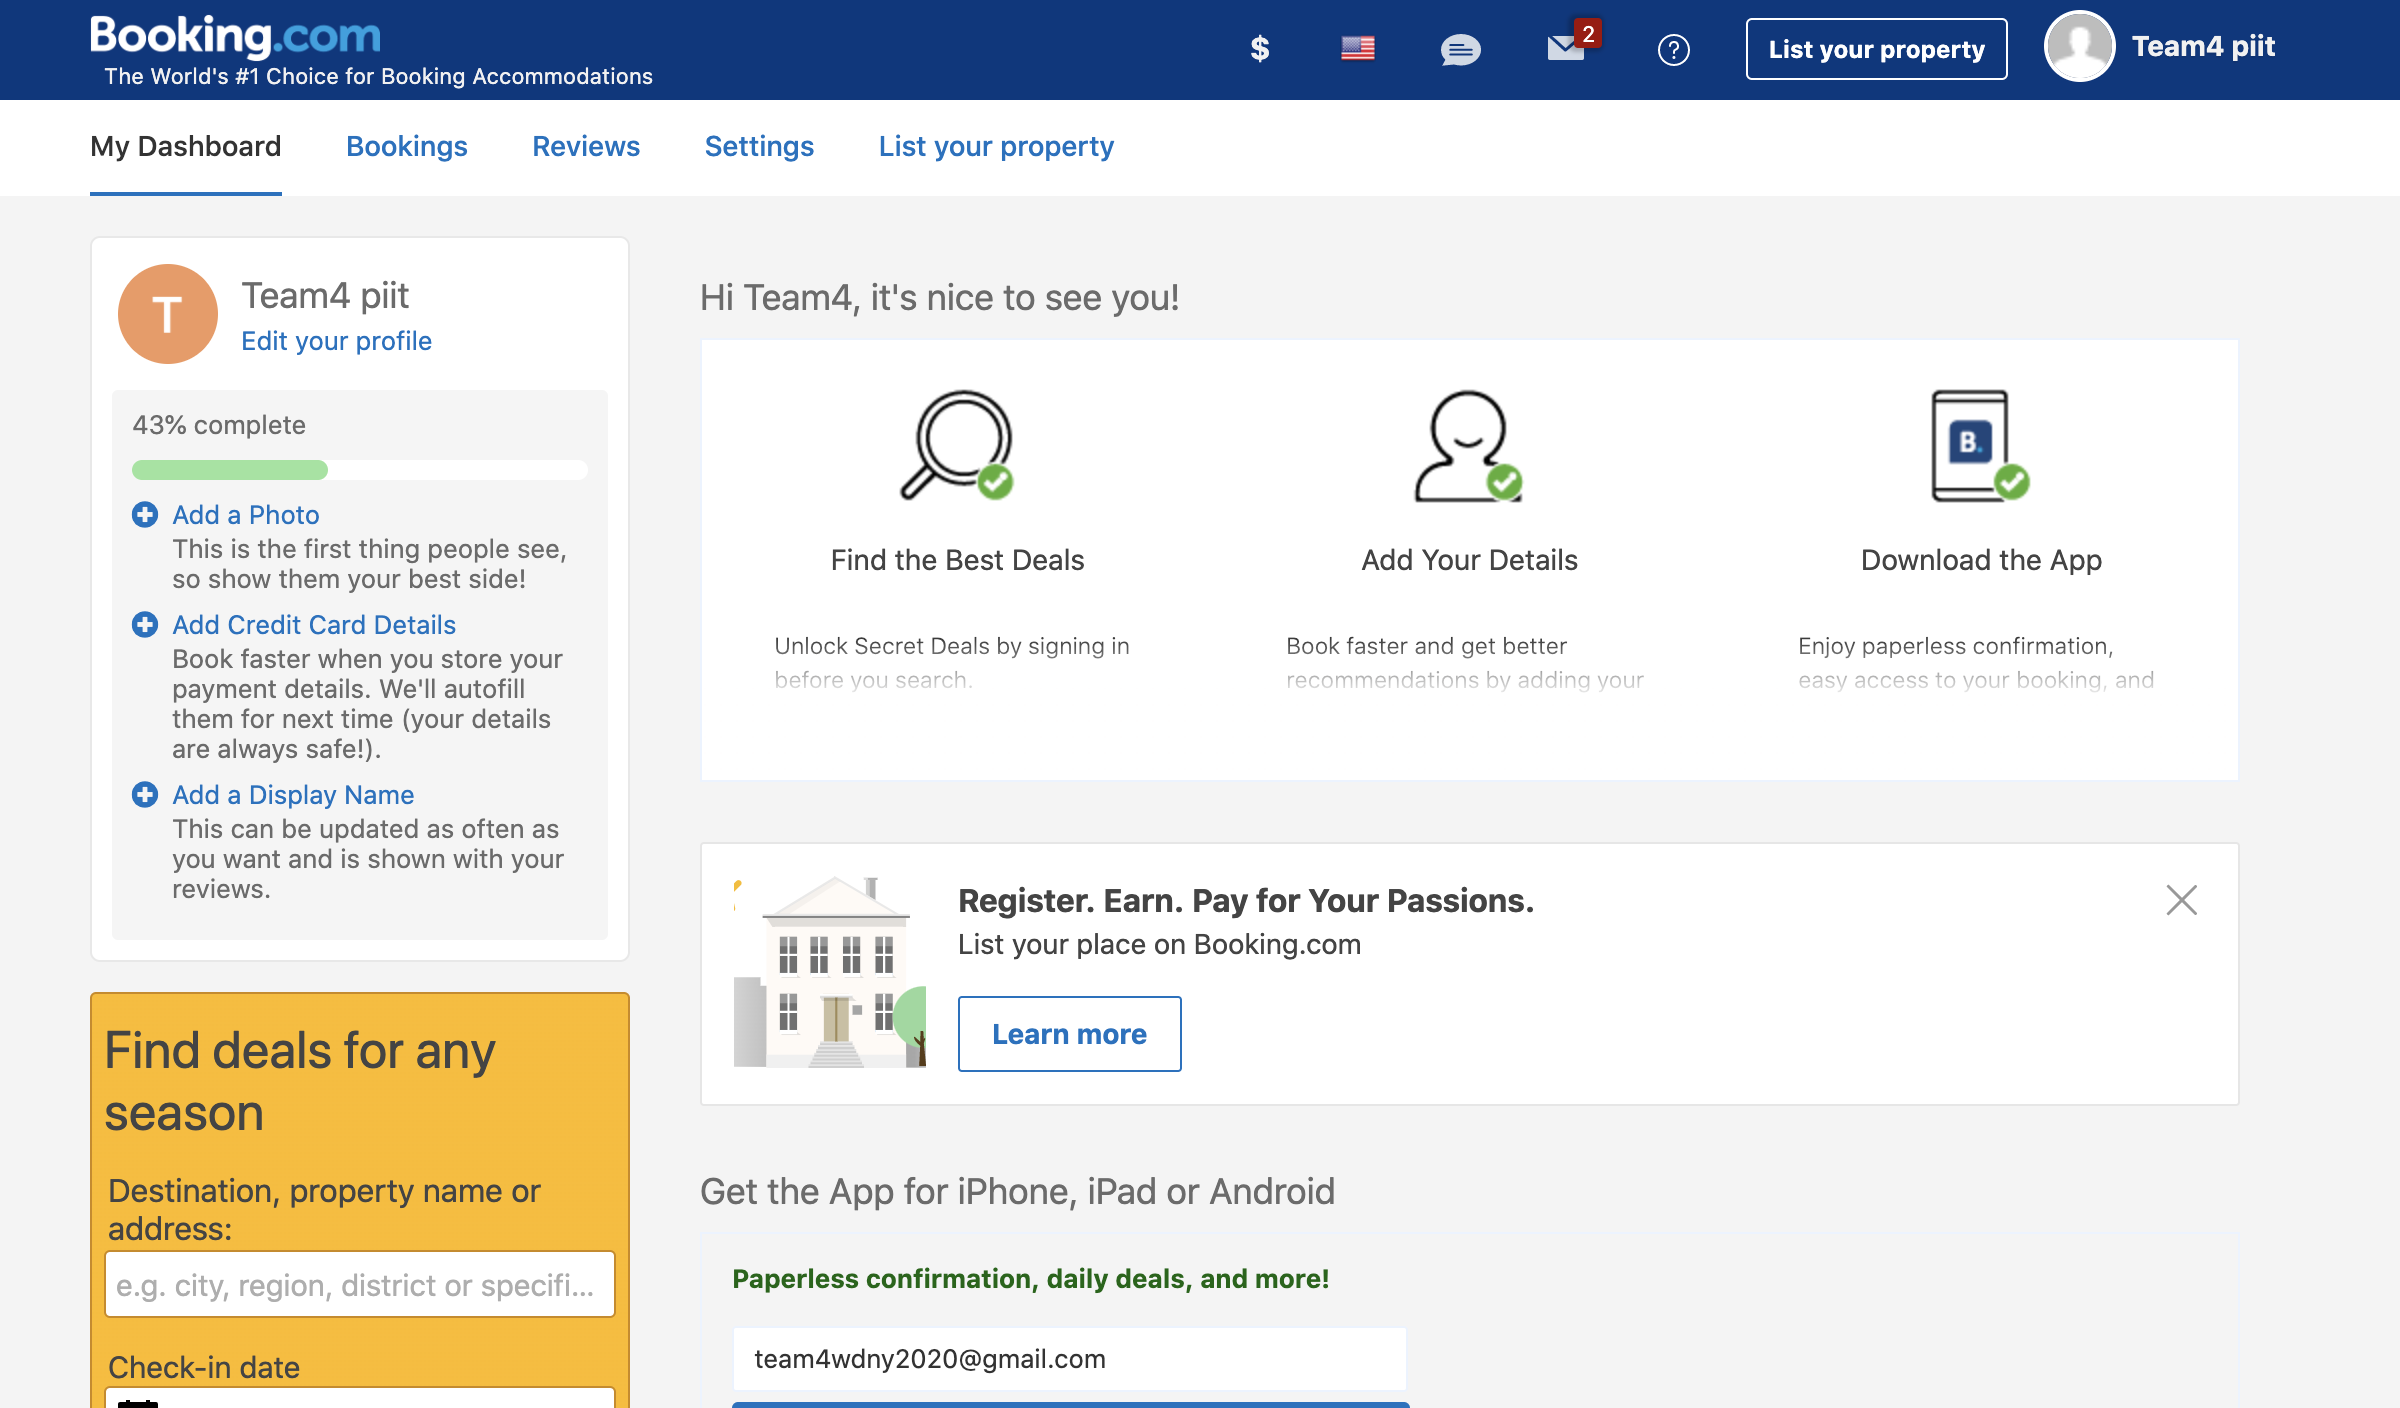 Booking.com
The World's #1 Choice for Booking Accommodations
$
2
?
List your property
Team4 piit
My Dashboard
Bookings
Reviews
Settings
List your property
T
Team4 piit
Edit your profile
43% complete
Add a Photo
This is the first thing people see,
so show them your best side!
Add Credit Card Details
Book faster when you store your
payment details. We'll autofill
them for next time (your details
are always safe!).
Add a Display Name
This can be updated as often as
you want and is shown with your
reviews.
Find deals for any
season
Destination, property name or
address:
e.g. city, region, district or specifi...
Check-in date
Hi Team4, it's nice to see you!
B.
Find the Best Deals
Add Your Details
Download the App
Unlock Secret Deals by signing in
before you search.
Book faster and get better
recommendations by adding your
Enjoy paperless confirmation,
easy access to your booking, and
Register. Earn. Pay for Your Passions.
List your place on Booking.com
Learn more
Get the App for iPhone, iPad or Android
Paperless confirmation, daily deals, and more!
team4wdny2020@gmail.com